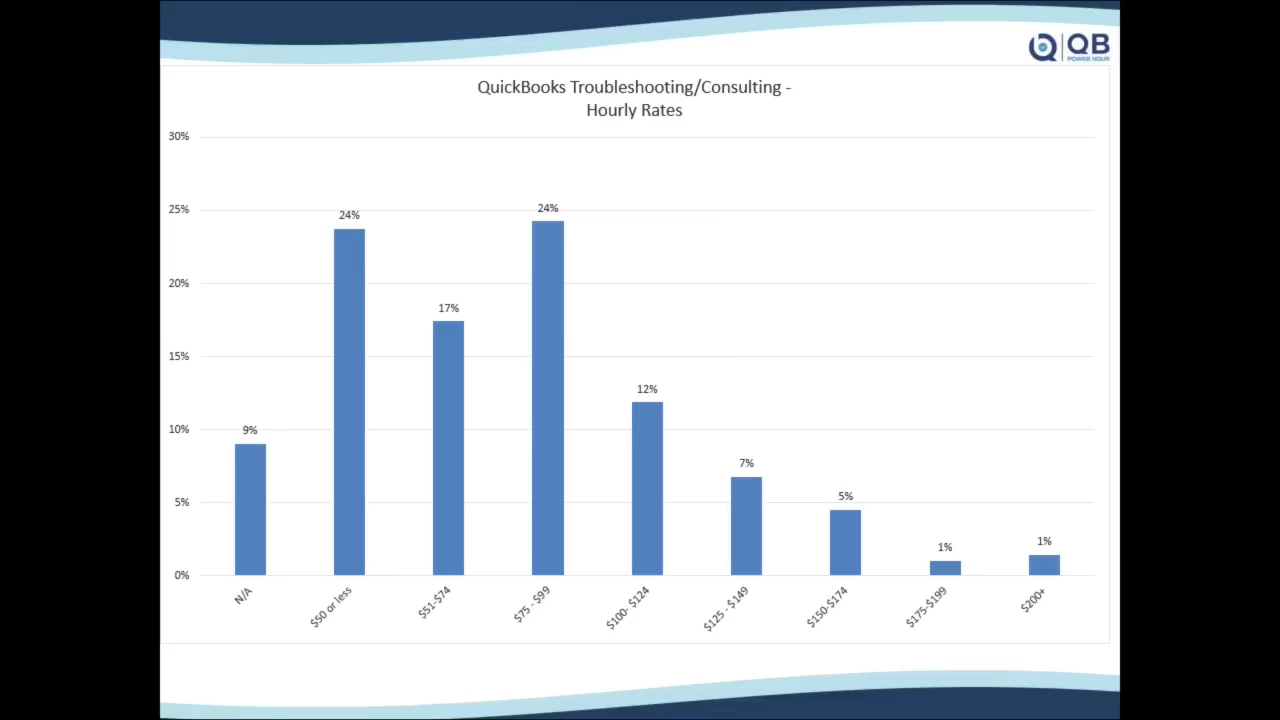 QB
POWER HOUR
QuickBooks Troubleshooting/Consulting -
Hourly Rates
30%
25%
20%
15%
10%
5%
0%
9%
24%
17%
24%
12%
7%
5%
1%
1%
N/A
$50 or less
$51-$74
$75 - $99
$100- $124
$125 - $149
$150-$174
$175-$199
$200+